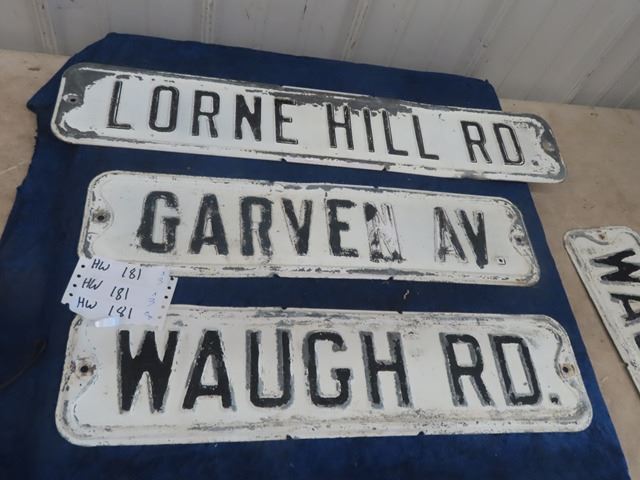 LORNE HILL RD.
GARVEN AV.
HW 181
HW 181
HW 181
WAUGH RD.